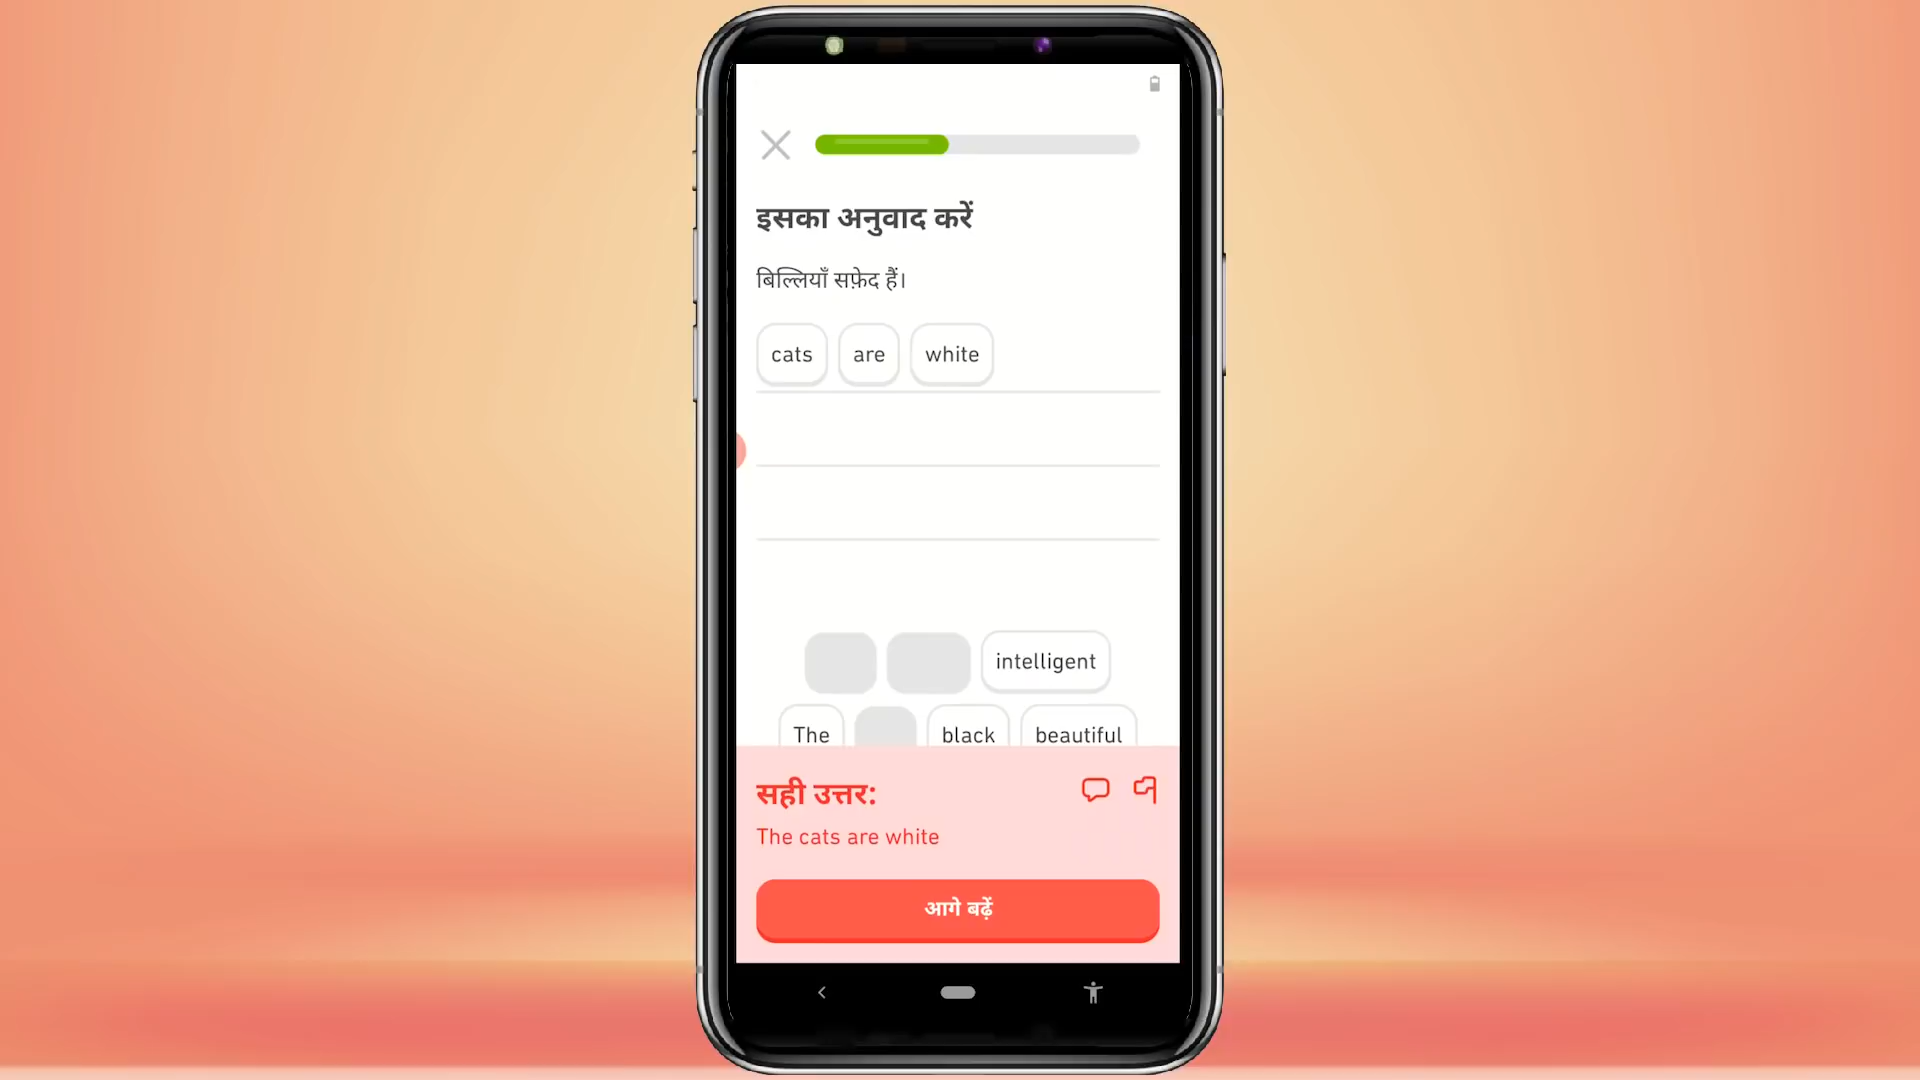 इसका अनुवाद करें
बिल्लियाँ सफ़ेद हैं।
cats are white
intelligent
The black beautiful
सही उत्तर:
The cats are white
आगे बढ़ें